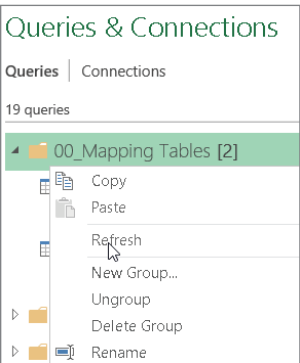 Queries & Connections
Queries | Connections
19 queries
00_Mapping Tables [2]
Copy
Paste
Refresh
New Group...
Ungroup
Delete Group
Rename